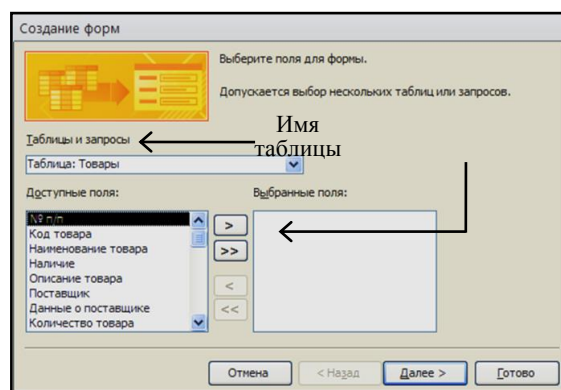 Создание форм
Выберите поля для формы.
Допускается выбор нескольких таблиц или запросов.
Таблицы и запросы
Имя
таблицы
Таблица: Товары
Доступные поля:
Выбранные поля:
№ п/п
Код товара
Наименование товара
Наличие
Описание товара
Поставщик
Данные о поставщике
Количество товара
>
>>
<
<<
Отмена
< Назад
Далее >
Готово